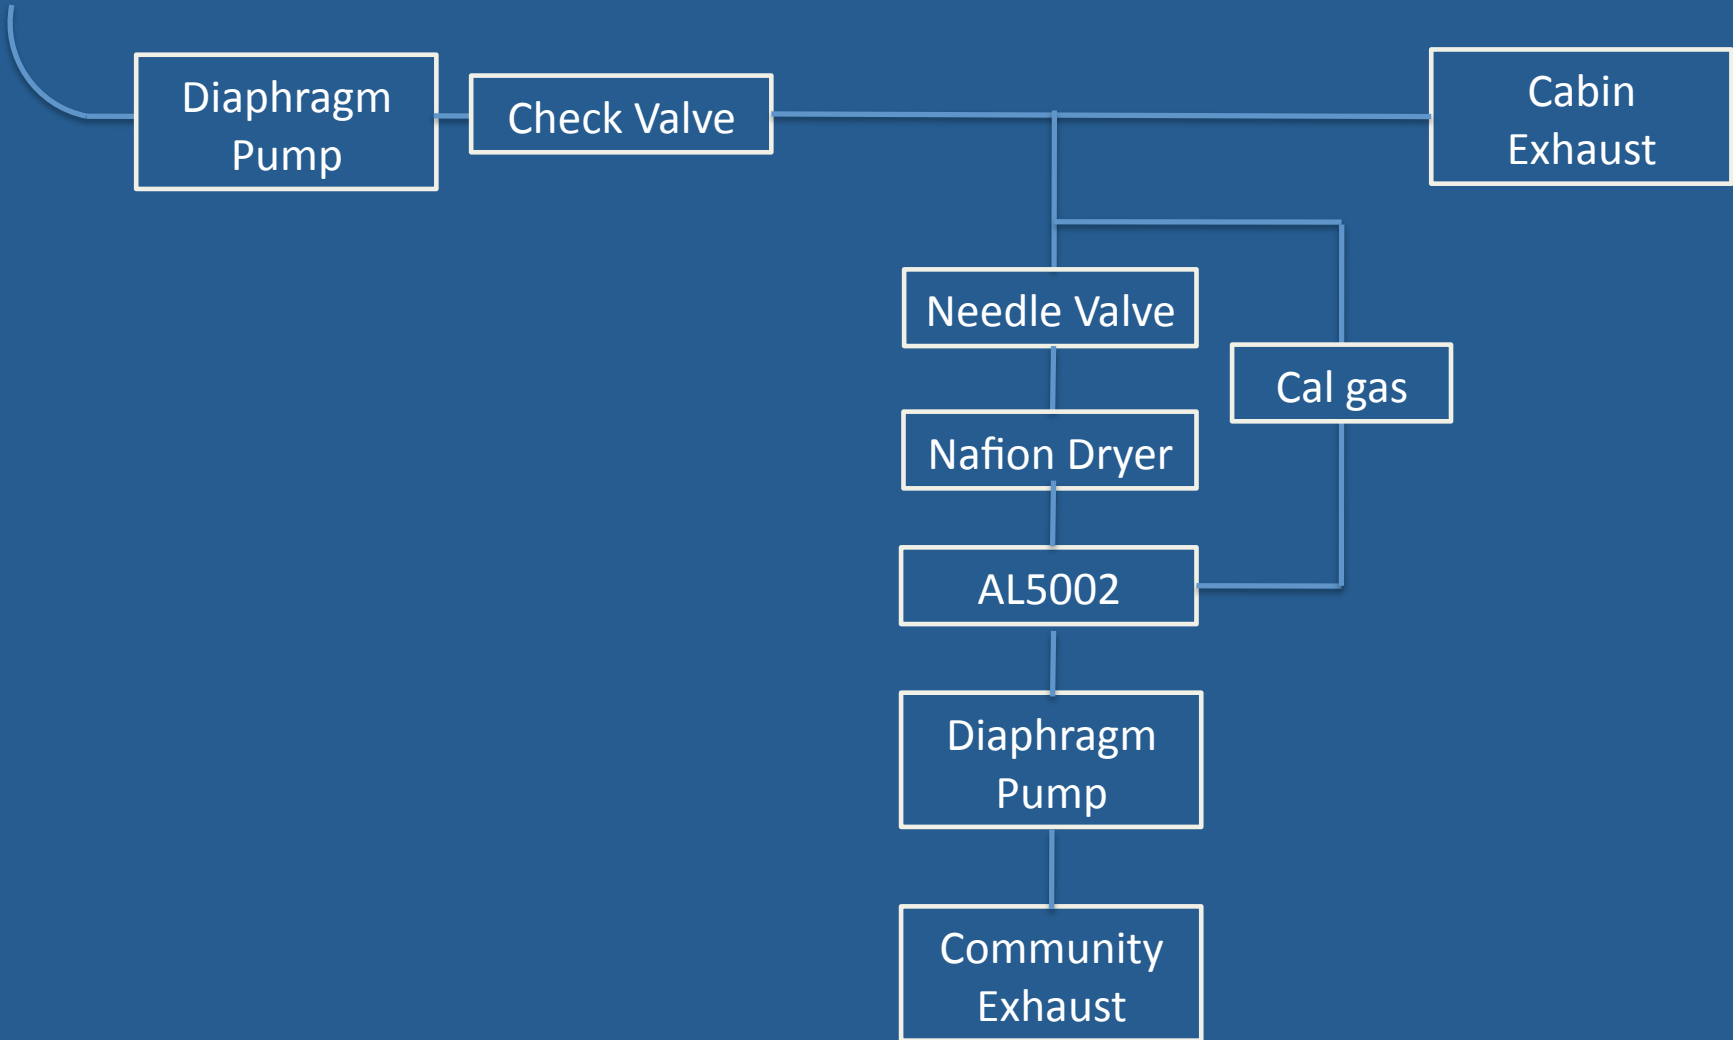 Diaphragm
Pump
Check Valve
Cabin
Exhaust
Needle Valve
Cal gas
Nafion Dryer
AL5002
Diaphragm
Pump
Community
Exhaust